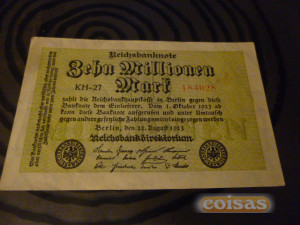 Reichsbanknote
Zehn Millionen
Mark
KH-27
zahlt die Reichsbankhauptkasse in Berlin gegen diese
Banknote dem Einlieferer. Vom 1. Oktober 1923 ab
kann diese Banknote aufgerufen und unter Umtausch
gegen andere gesetzliche Zahlungsmittel eingezogen werden
Berlin, den 22. August 1923
Reichsbankdirektorium
coisas